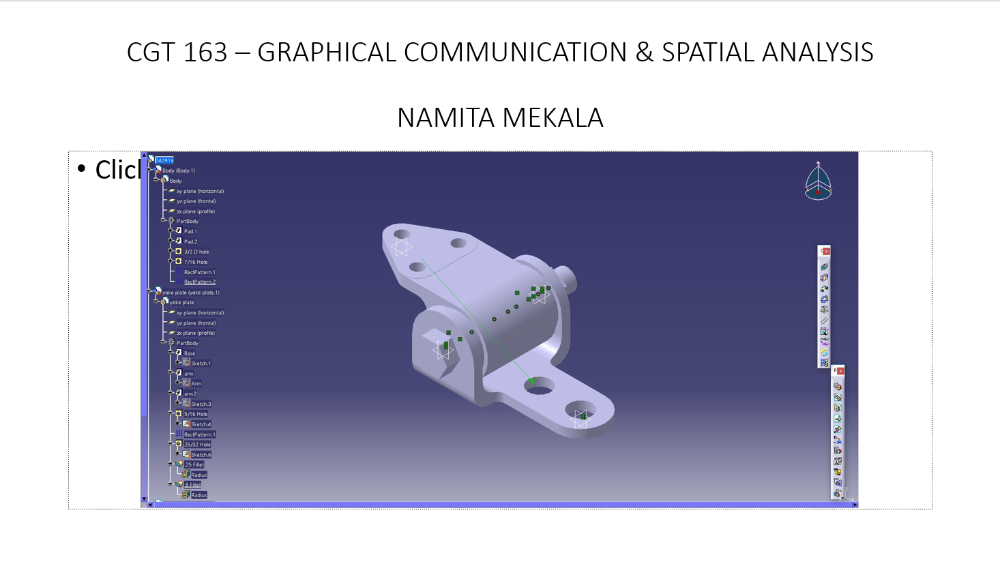 CGT 163 – GRAPHICAL COMMUNICATION & SPATIAL ANALYSIS
NAMITA MEKALA
• Clic
040916
Body (Body.1)
Body
xy plane (horizontal)
yz plane (frontal)
zx plane (profile)
PartBody
Pad.1
Pad.2
3/2 D hole
7/16 Hole
RectPattern.1
RectPattern.2
yoke plate (yoke plate.1)
yoke plate
xy plane (horizontal)
yz plane (frontal)
zx plane (profile)
PartBody
Base
Sketch.1
arm
Arm
arm2
Sketch.3
5/16 Hole
Sketch.4
RectPattern.1
25/32 Hole
Sketch.6
.25 Fillet
Radius
.5 Fillet
Radius